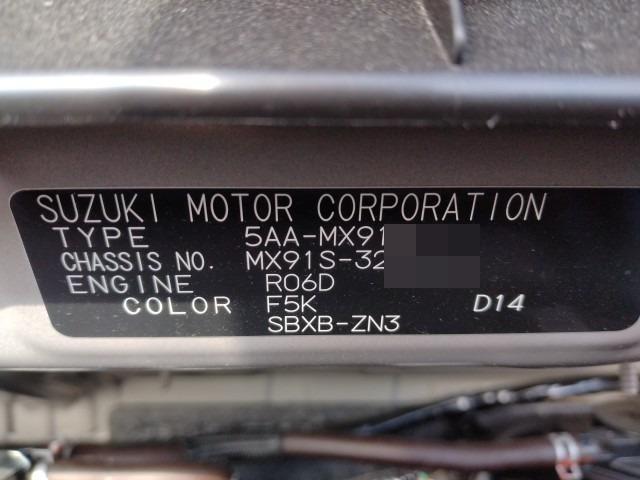 SUZUKI MOTOR CORPORATION
TYPE 5AA-MX91
CHASSIS NO. MX91S-32
ENGINE R06D
COLOR F5K D14
SBXB-ZN3